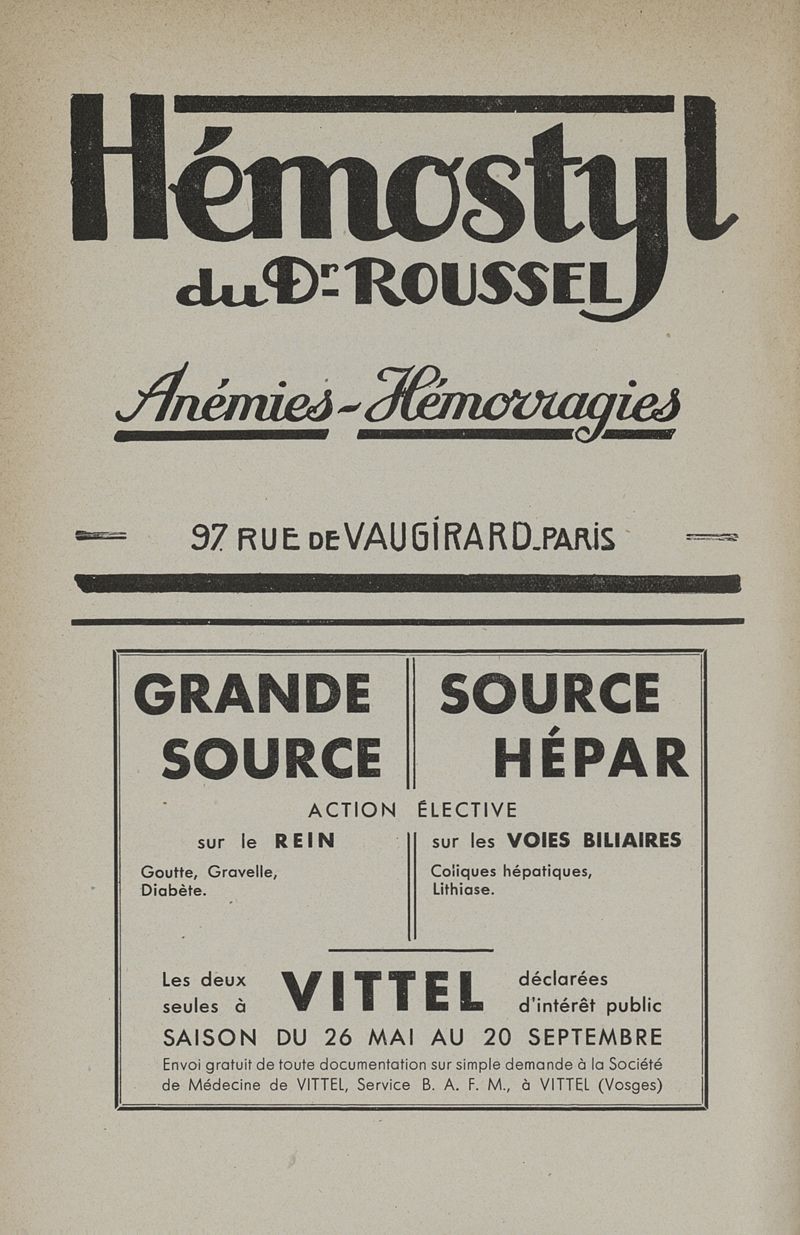 Hémostyl
du Dr ROUSSEL
Anémies - Hémorragies
97 RUE DE VAUGIRARD_PARIS
GRANDE
SOURCE
SOURCE
HÉPAR
ACTION ÉLECTIVE
sur le REIN
Goutte, Gravelle,
Diabète.
sur les VOIES BILIAIRES
Coliques hépatiques,
Lithiase.
Les deux
seules à
VITTEL
déclarées
d'intérêt public
SAISON DU 26 MAI AU 20 SEPTEMBRE
Envoi gratuit de toute documentation sur simple demande à la Société
de Médecine de VITTEL, Service B. A. F. M., à VITTEL (Vosges)